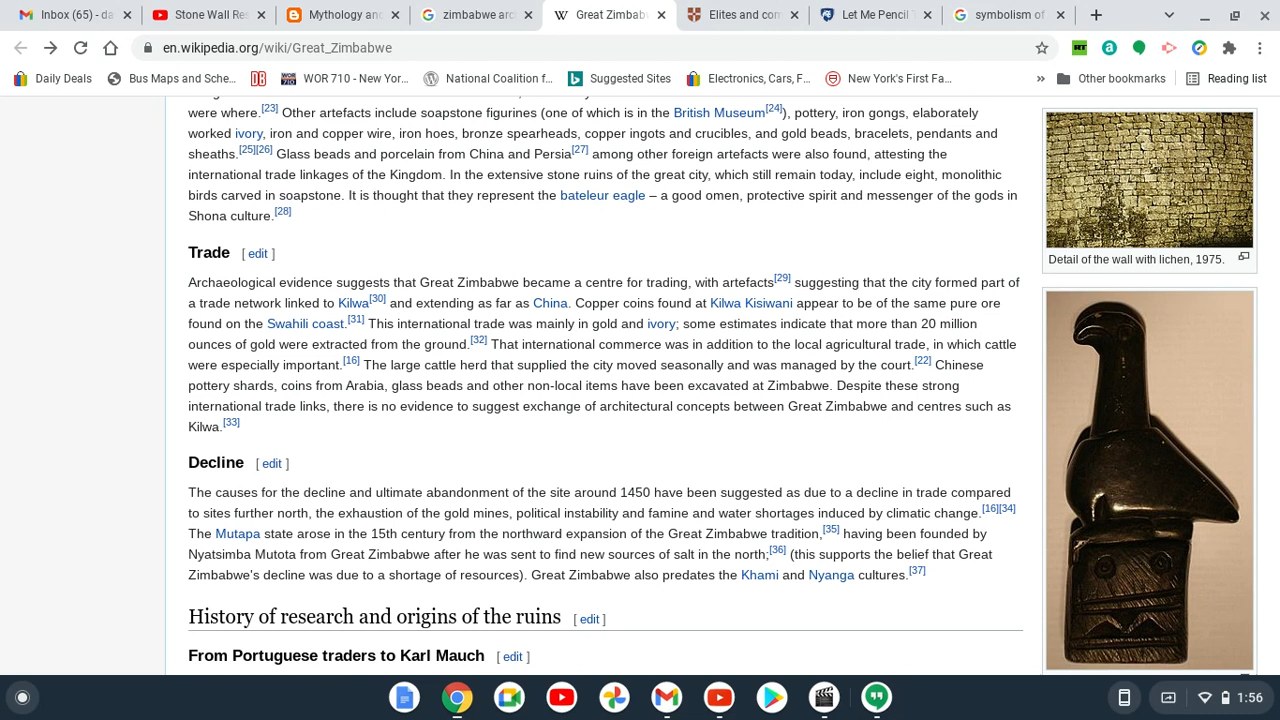 Inbox (65) - da
Stone Wall Res
Mythology and
zimbabwe arc
Great Zimbabw
Elites and com
Let Me Pencil T
symbolism of
en.wikipedia.org/wiki/Great_Zimbabwe
Daily Deals
Bus Maps and Sche...
WOR 710 - New Yor...
National Coalition f...
Suggested Sites
Electronics, Cars, F...
New York's First Fa...
»
Other bookmarks
Reading list
were where.[23] Other artefacts include soapstone figurines (one of which is in the British Museum[24]), pottery, iron gongs, elaborately
worked ivory, iron and copper wire, iron hoes, bronze spearheads, copper ingots and crucibles, and gold beads, bracelets, pendants and
sheaths.[25][26] Glass beads and porcelain from China and Persia[27] among other foreign artefacts were also found, attesting the
international trade linkages of the Kingdom. In the extensive stone ruins of the great city, which still remain today, include eight, monolithic
birds carved in soapstone. It is thought that they represent the bateleur eagle – a good omen, protective spirit and messenger of the gods in
Shona culture.[28]
Trade [ edit ]
Archaeological evidence suggests that Great Zimbabwe became a centre for trading, with artefacts[29] suggesting that the city formed part of
a trade network linked to Kilwa[30] and extending as far as China. Copper coins found at Kilwa Kisiwani appear to be of the same pure ore
found on the Swahili coast.[31] This international trade was mainly in gold and ivory; some estimates indicate that more than 20 million
ounces of gold were extracted from the ground.[32] That international commerce was in addition to the local agricultural trade, in which cattle
were especially important.[16] The large cattle herd that supplied the city moved seasonally and was managed by the court.[22] Chinese
pottery shards, coins from Arabia, glass beads and other non-local items have been excavated at Zimbabwe. Despite these strong
international trade links, there is no evidence to suggest exchange of architectural concepts between Great Zimbabwe and centres such as
Kilwa.[33]
Decline [ edit ]
The causes for the decline and ultimate abandonment of the site around 1450 have been suggested as due to a decline in trade compared
to sites further north, the exhaustion of the gold mines, political instability and famine and water shortages induced by climatic change.[16][34]
The Mutapa state arose in the 15th century from the northward expansion of the Great Zimbabwe tradition,[35] having been founded by
Nyatsimba Mutota from Great Zimbabwe after he was sent to find new sources of salt in the north;[36] (this supports the belief that Great
Zimbabwe's decline was due to a shortage of resources). Great Zimbabwe also predates the Khami and Nyanga cultures.[37]
History of research and origins of the ruins [ edit ]
From Portuguese traders to Karl Mauch [ edit ]
Detail of the wall with lichen, 1975.
1:56